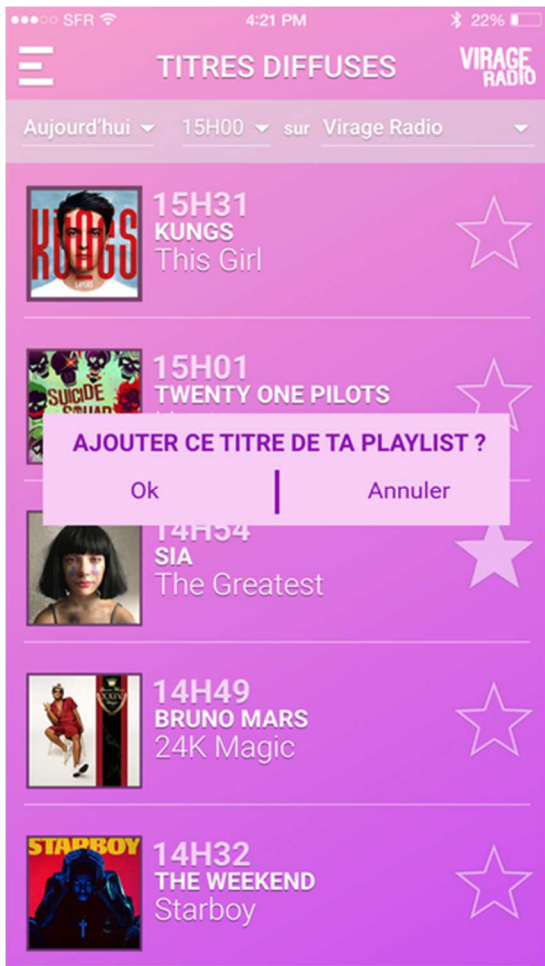 SFR 4:21 PM 22%
TITRES DIFFUSES
VIRAGE
RADIO
Aujourd'hui 15H00 sur Virage Radio
15H31
KUNGS
This Girl
KUNGS
LAYERS
15H01
TWENTY ONE PILOTS
SUICIDE
SQUAD
AJOUTER CE TITRE DE TA PLAYLIST ?
Ok Annuler
14H54
SIA
The Greatest
14H49
BRUNO MARS
24K Magic
STARBOY
14H32
THE WEEKEND
Starboy